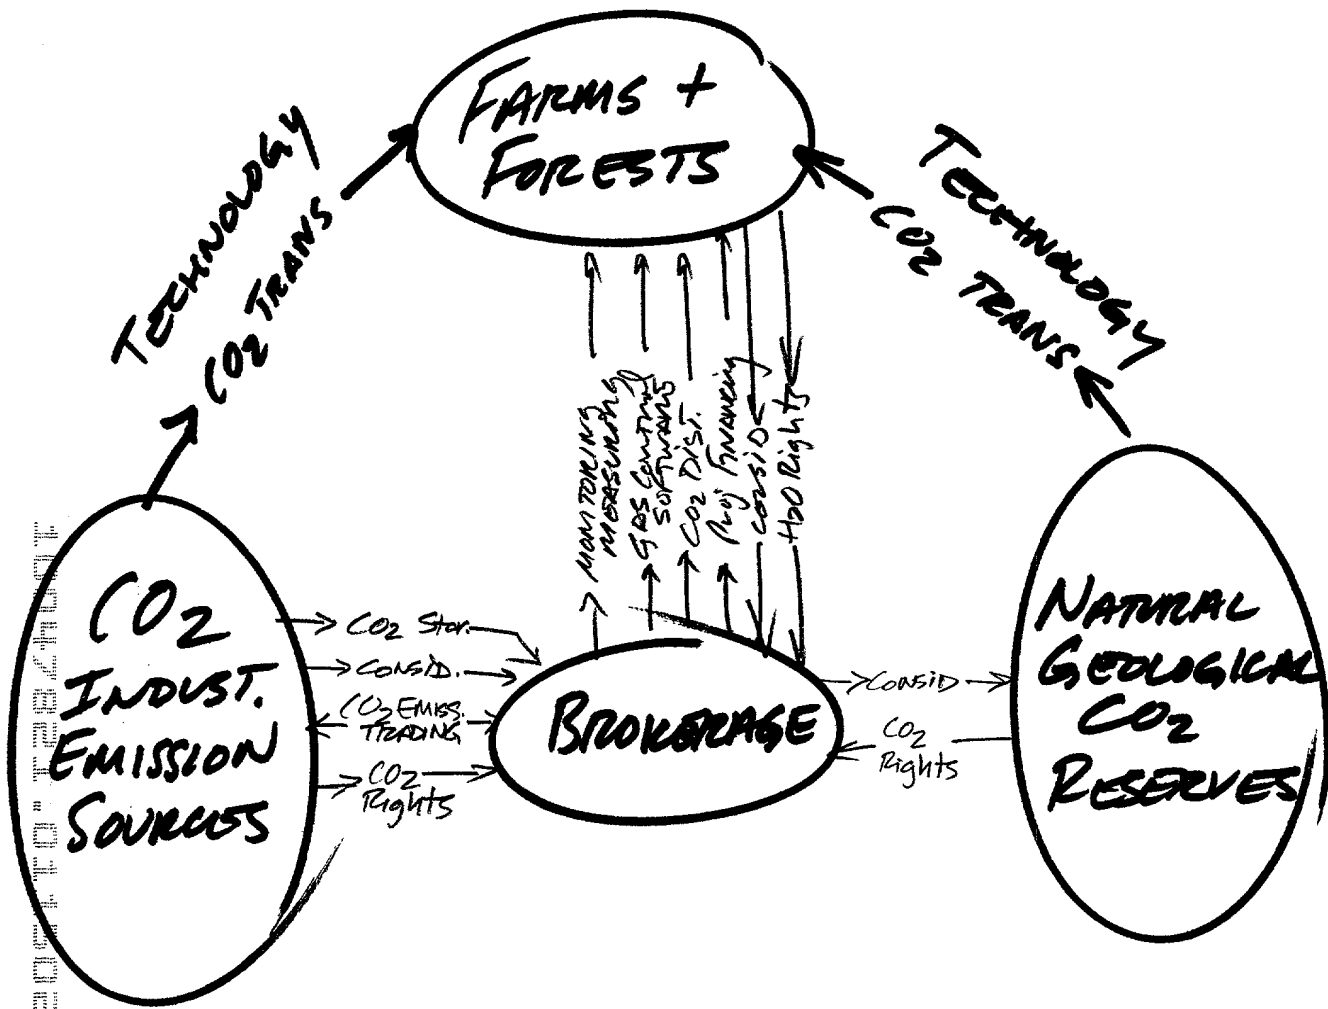 FARMS +
FORESTS
TECHNOLOGY
CO2 TRANS
TECHNOLOGY
CO2 TRANS
MONITORING
MEASURING
GAS CONTROL
SOFTWARE
CO2 DIST.
Proj FINANCING
CONSID
H2O Rights
CO2
INDUST.
EMISSION
SOURCES
CO2 Stor.
CONSID.
CO2 EMISS.
TRADING
CO2
Rights
BROKERAGE
CONSID
CO2
Rights
NATURAL
GEOLOGICAL
CO2
RESERVES